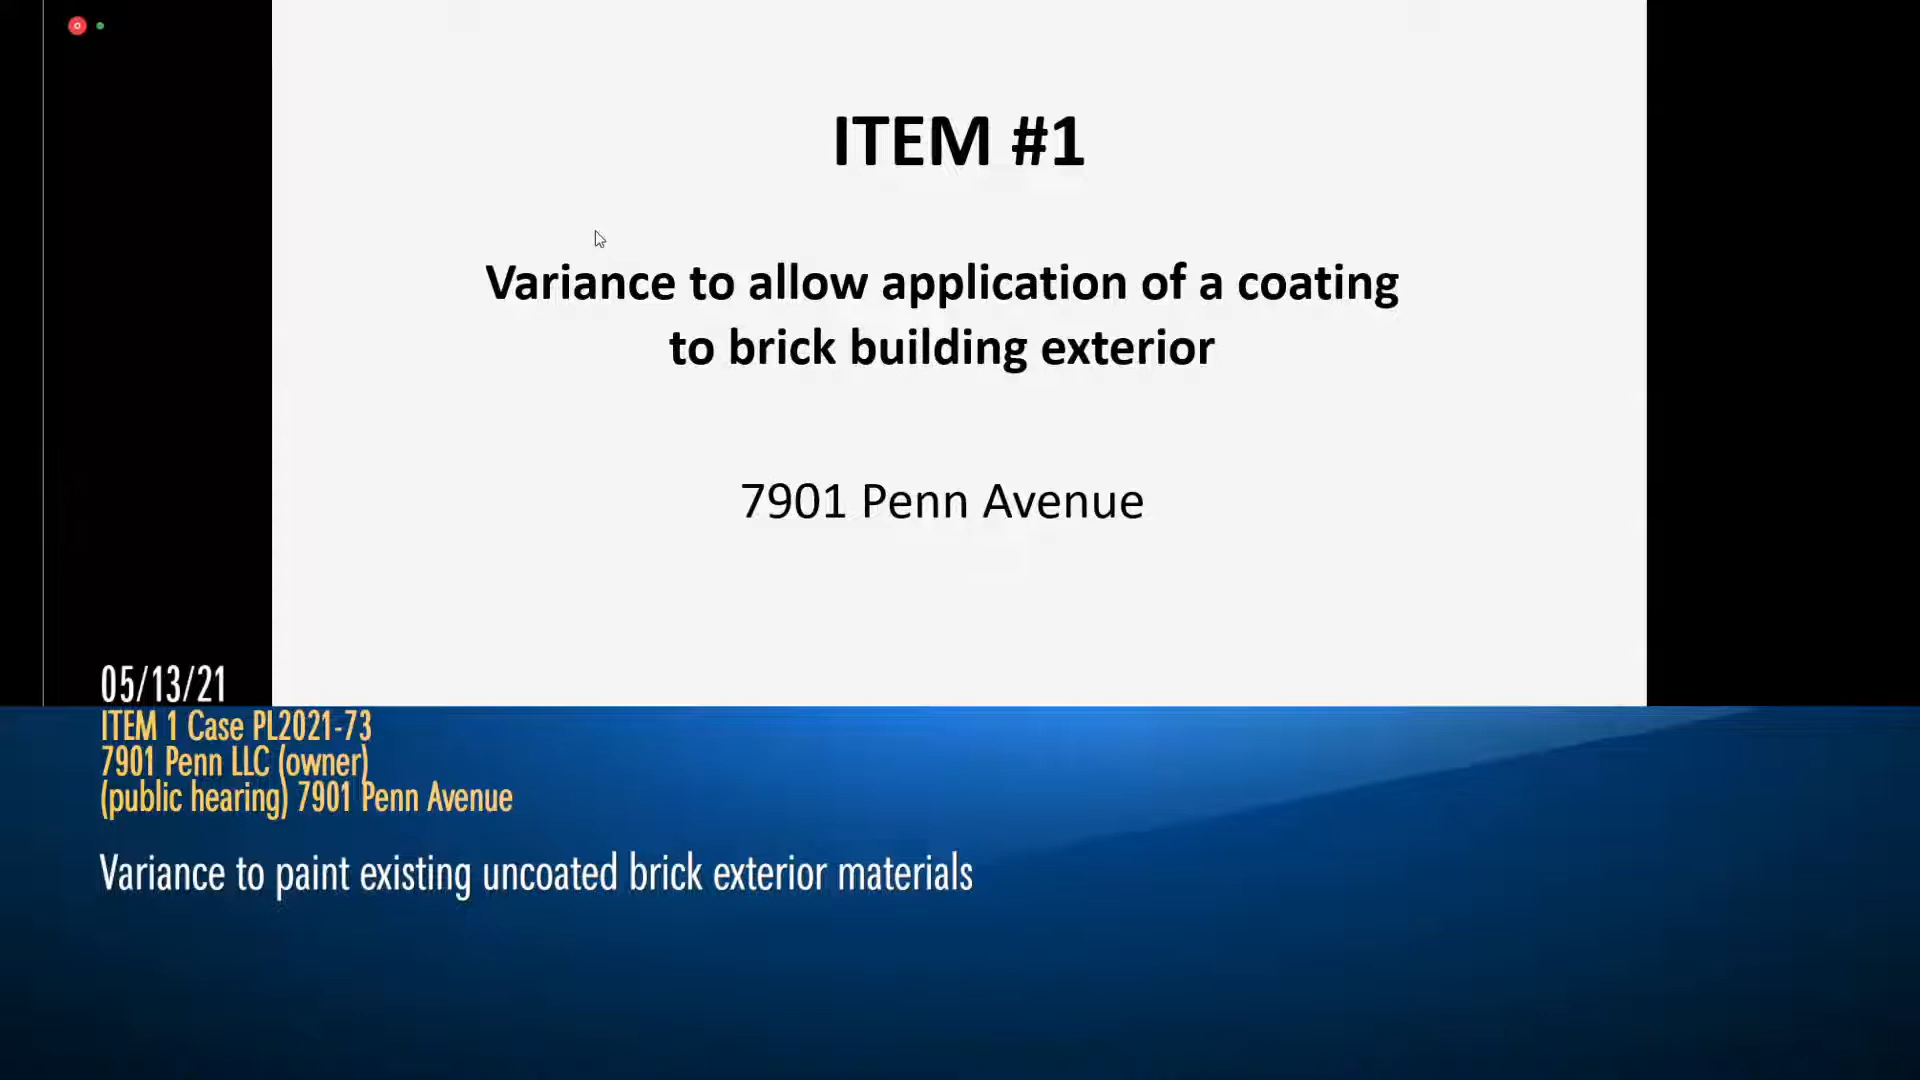 ITEM #1
Variance to allow application of a coating
to brick building exterior
7901 Penn Avenue
05/13/21
ITEM 1 Case PL2021-73
7901 Penn LLC (owner)
(public hearing) 7901 Penn Avenue
Variance to paint existing uncoated brick exterior materials